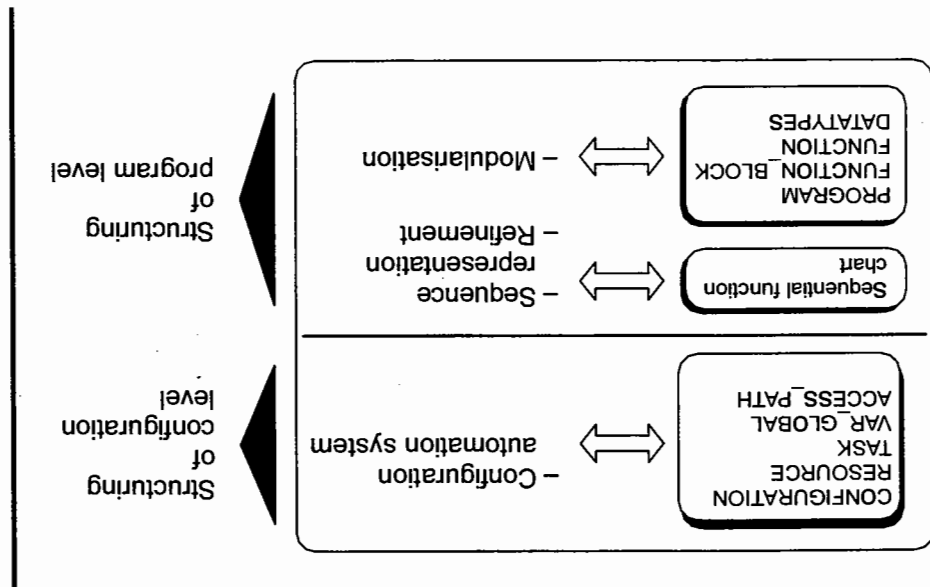 CONFIGURATION
RESOURCE
TASK
VAR_GLOBAL
ACCESS_PATH
– Configuration
automation system
Structuring
of
configuration
level
Sequential function
chart
– Sequence
representation
– Refinement
PROGRAM
FUNCTION_BLOCK
FUNCTION
DATATYPES
– Modularisation
Structuring
of
program level